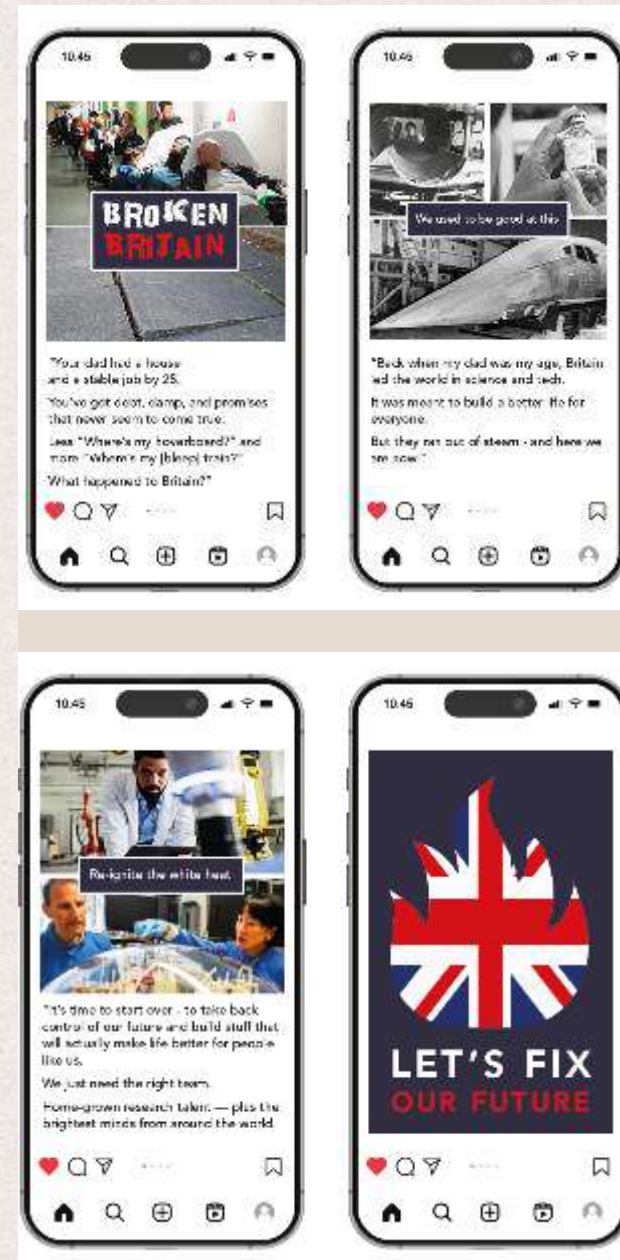 10.45
BROKEN
BRITAIN
"Your dad had a house
and a stable job by 25.
You've got debt, damp, and promises
that never seem to come true.
Less "Where's my hoverboard?" and
more "Where's my [bleep] train?"
What happened to Britain?"
10.45
We used to be good at this
"Back when my dad was my age, Britain
led the world in science and tech.
It was meant to build a better life for
everyone.
But they ran out of steam - and here we
are now."
10.45
Re-ignite the white heat
"It's time to start over - to take back
control of our future and build stuff that
will actually make life better for people
like us.
We just need the right team.
Home-grown research talent — plus the
brightest minds from around the world.
10.45
LET'S FIX
OUR FUTURE